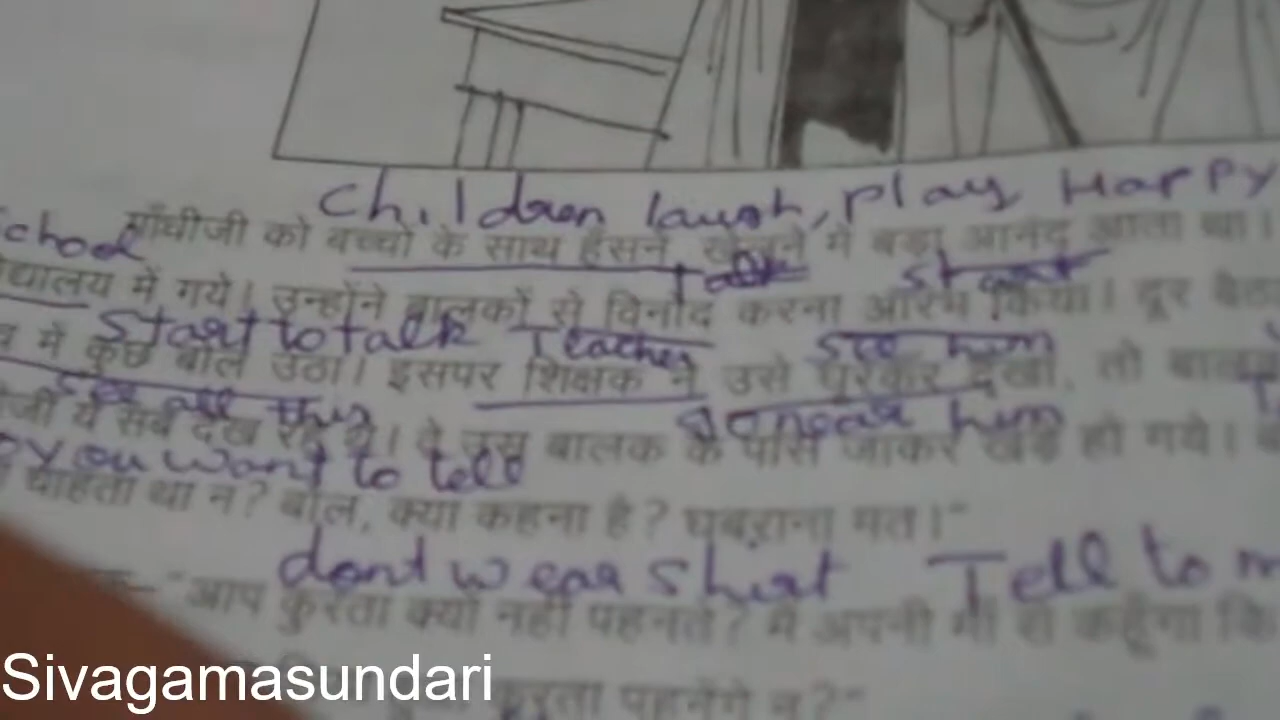 Children laugh, play Happy
School
गाँधीजी को बच्चों के साथ हँसने, खेलने में बड़ा आनंद आता था।
Talk start
में गये। उन्होंने बालकों से विनोद करना आरंभ किया। दूर
Start to talk Teacher see him
में कुछ बोल उठा। इसपर शिक्षक ने उसे घूरकर देखा, तो
See all this go near him
ये सब देख रहे थे। वे उस बालक के पास जाकर खड़े हो गये।
you want to tell
चाहता था न? बोल, क्या कहना है? घबराना मत।"
dont wear shirt Tell to
"आप कुरता क्यों नहीं पहनते? मैं अपनी माँ से कहूँगा कि
कुरता पहनेंगे न?"
Sivagamasundari